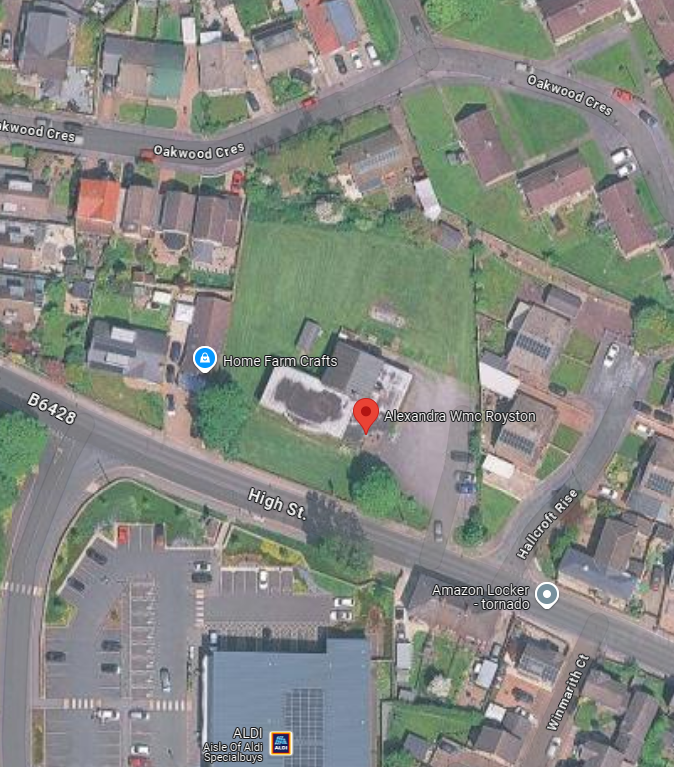 Oakwood Cres
akwood Cres
Oakwood Cres
Home Farm Crafts
B6428
Alexandra Wmc Royston
High St.
Hallcroft Rise
Amazon Locker
- tornado
Winmarith Ct
ALDI
Aisle Of Aldi
Specialbuys
ALDI